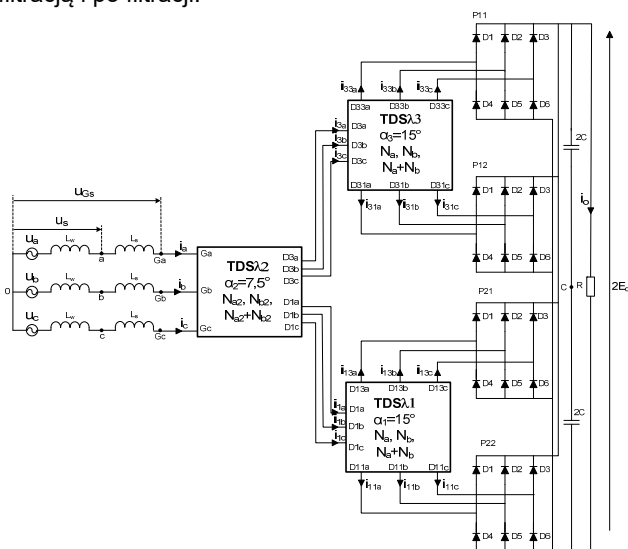 filtracją i po filtracji.
P11
D1 D2 D3
D4 D5 D6
i33a i33b i33c
D33a D33b D33c
TDSλ3
α3=15°
Na, Nb,
Na+Nb
i3a D3a
i3b D3b
i3c D3c
D31a D31b D31c
i31a i31b i31c
P12
D1 D2 D3
D4 D5 D6
2C
io
C R
2Eo
uGs
us
ua Lw Ls ia Ga
a Ga
ub Lw Ls ib Gb
b Gb
uc Lw Ls ic Gc
c Gc
0
TDSλ2
α2=7,5°
Na2, Nb2,
Na2+Nb2
D3a
D3b
D3c
D1a
D1b
D1c
P21
D1 D2 D3
D4 D5 D6
i13a i13b i13c
D13a D13b D13c
TDSλ1
α1=15°
Na, Nb,
Na+Nb
i1a D1a
i1b D1b
i1c D1c
D11a D11b D11c
i11a i11b i11c
2C
P22
D1 D2 D3
D4 D5 D6